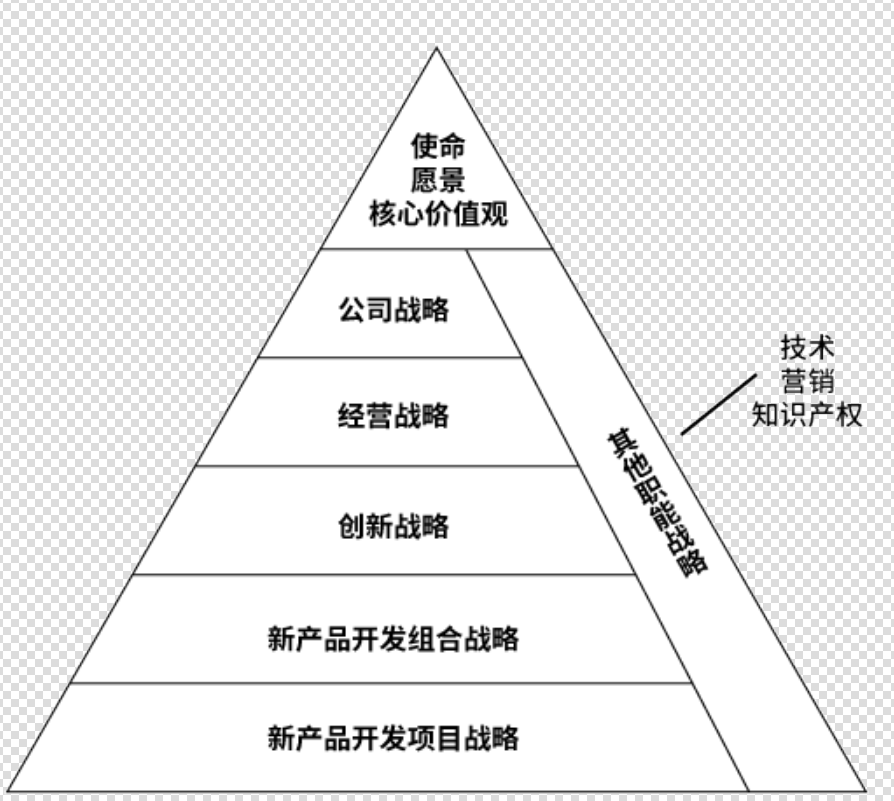 使命
愿景
核心价值观
公司战略
经营战略
创新战略
新产品开发组合战略
新产品开发项目战略
其他职能战略
技术
营销
知识产权